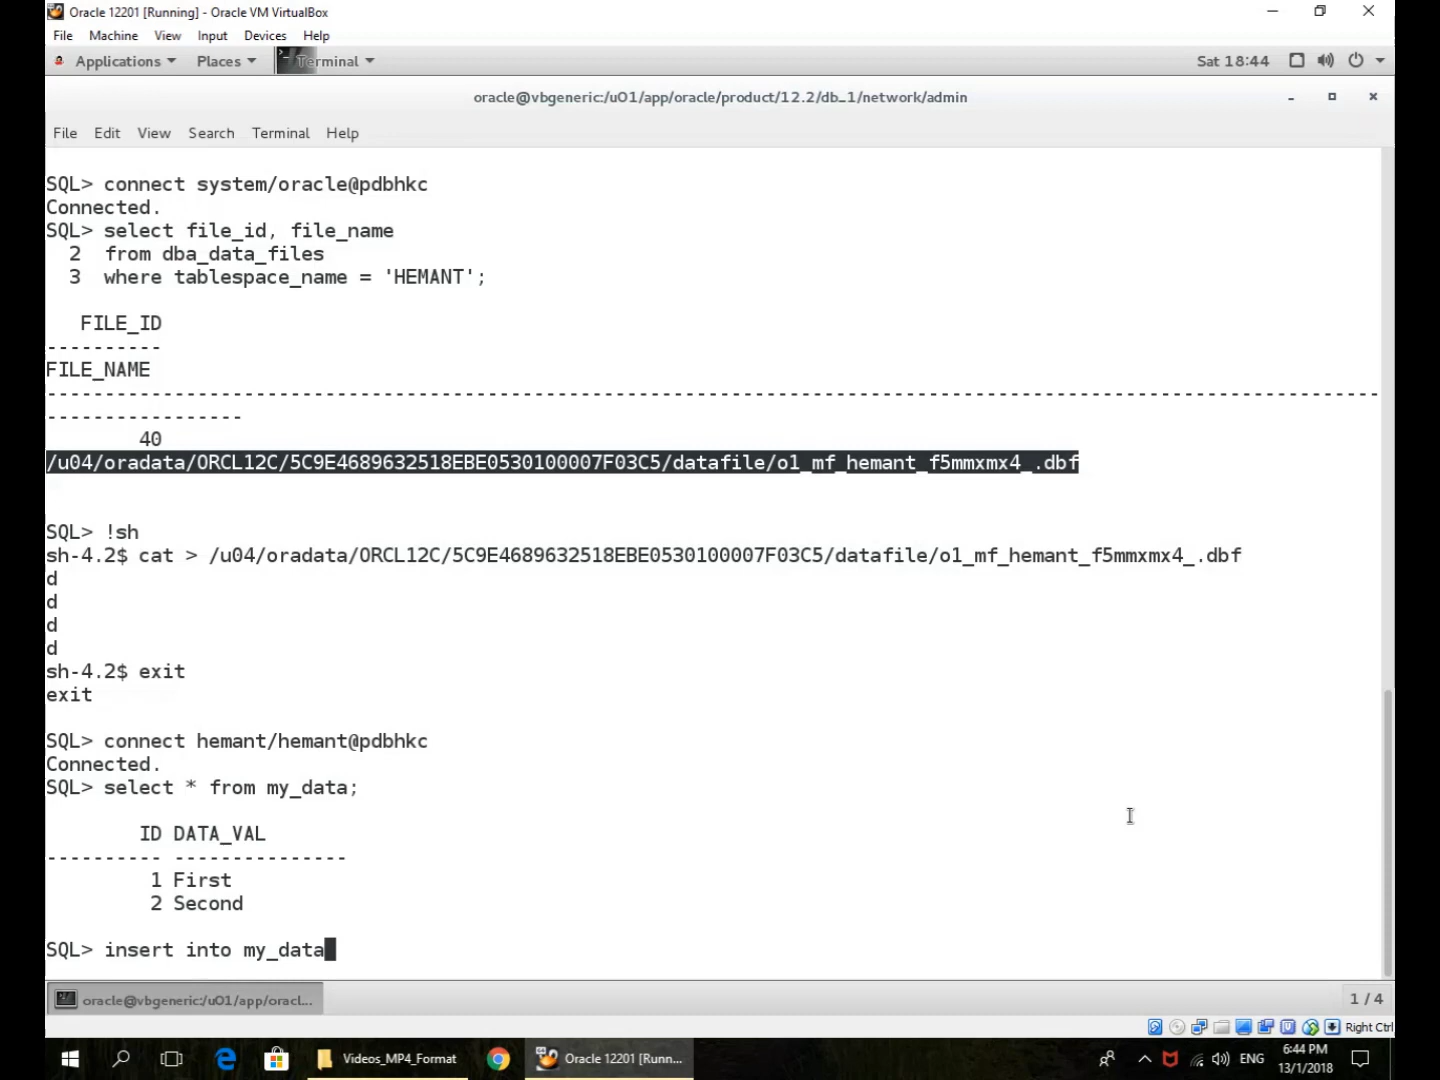 Oracle 12201 [Running] - Oracle VM VirtualBox
File Machine View Input Devices Help
Applications Places Terminal Sat 18:44
oracle@vbgeneric:/u01/app/oracle/product/12.2/db_1/network/admin
File Edit View Search Terminal Help
SQL> connect system/oracle@pdbhkc
Connected.
SQL> select file_id, file_name
2 from dba_data_files
3 where tablespace_name = 'HEMANT';
FILE_ID
----------
FILE_NAME
-------------------------------------------------------------------------------------------------------------------
-----------------
40
/u04/oradata/ORCL12C/5C9E4689632518EBE0530100007F03C5/datafile/o1_mf_hemant_f5mmxmx4_.dbf
SQL> !sh
sh-4.2$ cat > /u04/oradata/ORCL12C/5C9E4689632518EBE0530100007F03C5/datafile/o1_mf_hemant_f5mmxmx4_.dbf
d
d
d
d
sh-4.2$ exit
exit
SQL> connect hemant/hemant@pdbhkc
Connected.
SQL> select * from my_data;
ID DATA_VAL
---------- ---------------
1 First
2 Second
SQL> insert into my_data
oracle@vbgeneric:/u01/app/oracl... 1 / 4
Right Ctrl
Videos_MP4_Format Oracle 12201 [Runn... ENG 6:44 PM
13/1/2018